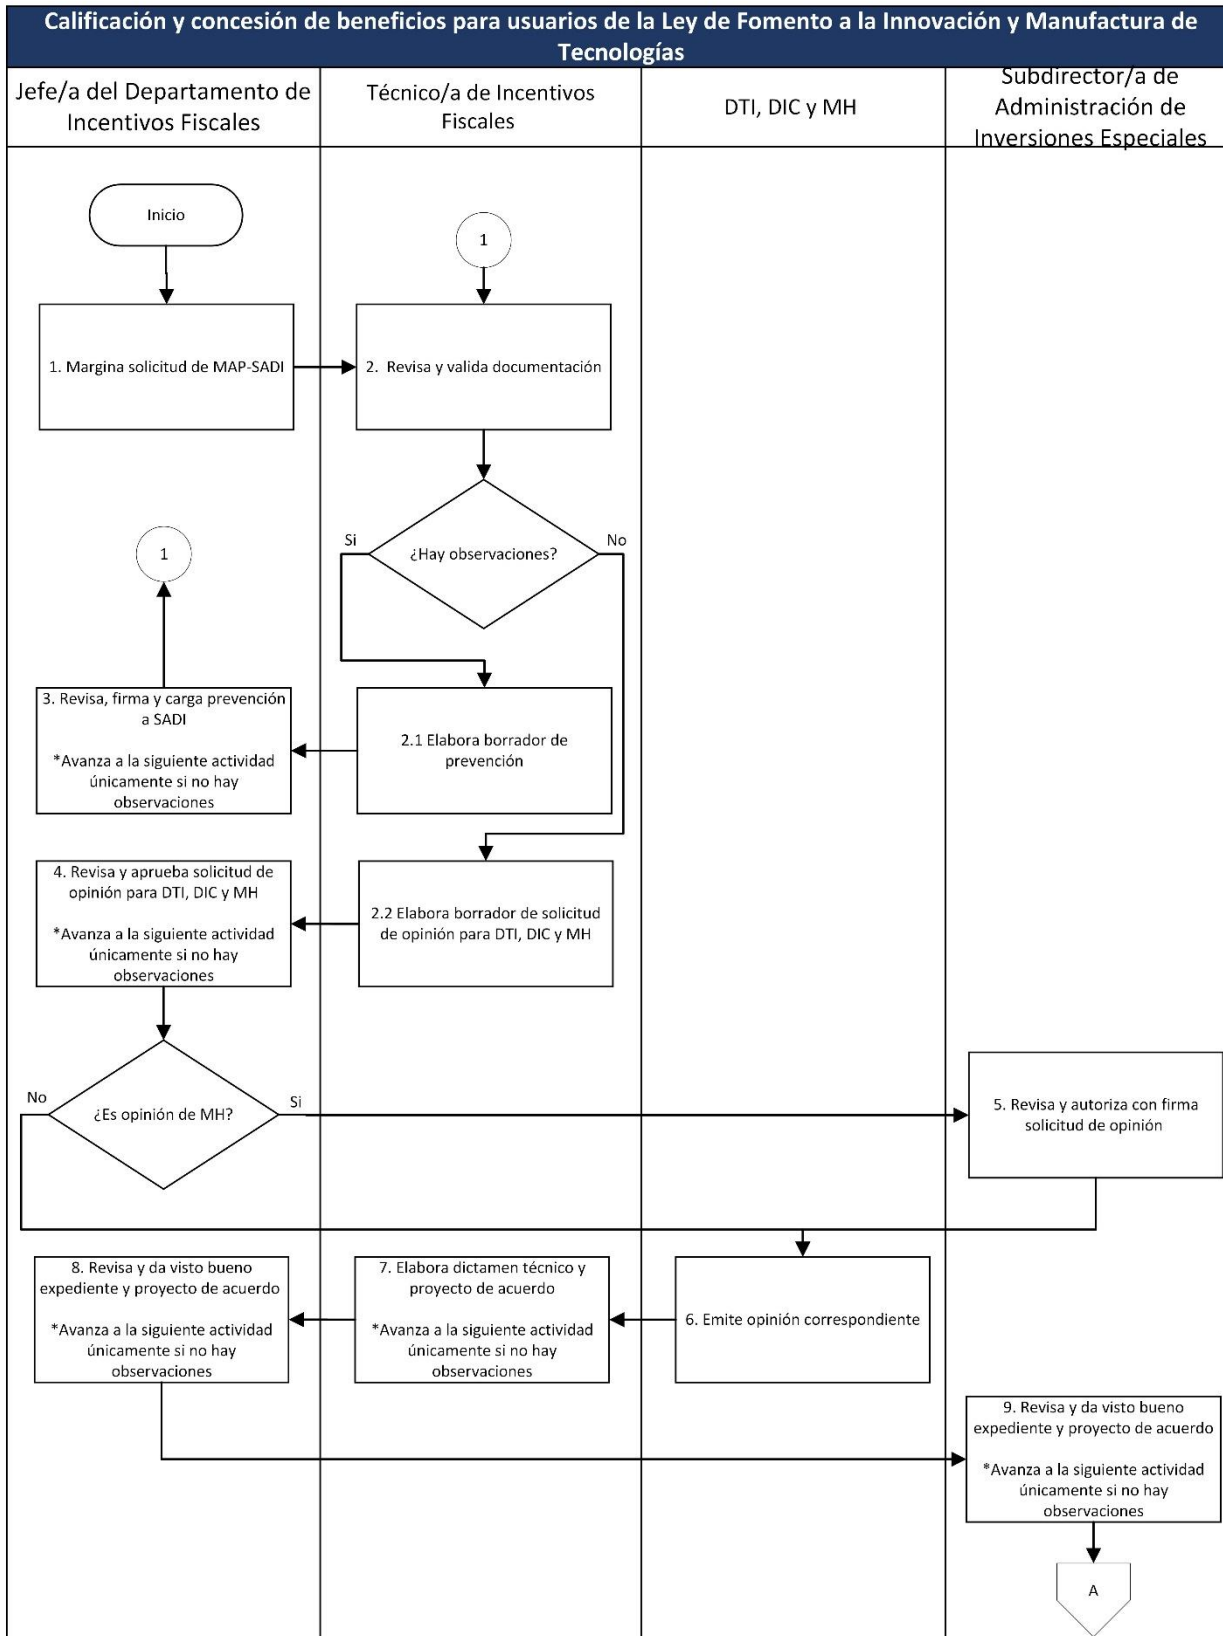 Calificación y concesión de beneficios para usuarios de la Ley de Fomento a la Innovación y Manufactura de
Tecnologías
Jefe/a del Departamento de
Incentivos Fiscales
Técnico/a de Incentivos
Fiscales
DTI, DIC y MH
Subdirector/a de
Administración de
Inversiones Especiales
Inicio
1
1. Margina solicitud de MAP-SADI
2. Revisa y valida documentación
¿Hay observaciones?
Si
No
1
3. Revisa, firma y carga prevención
a SADI
*Avanza a la siguiente actividad
únicamente si no hay
observaciones
2.1 Elabora borrador de
prevención
4. Revisa y aprueba solicitud de
opinión para DTI, DIC y MH
*Avanza a la siguiente actividad
únicamente si no hay
observaciones
2.2 Elabora borrador de solicitud
de opinión para DTI, DIC y MH
No
¿Es opinión de MH?
Si
5. Revisa y autoriza con firma
solicitud de opinión
8. Revisa y da visto bueno
expediente y proyecto de acuerdo
*Avanza a la siguiente actividad
únicamente si no hay
observaciones
7. Elabora dictamen técnico y
proyecto de acuerdo
*Avanza a la siguiente actividad
únicamente si no hay
observaciones
6. Emite opinión correspondiente
9. Revisa y da visto bueno
expediente y proyecto de acuerdo
*Avanza a la siguiente actividad
únicamente si no hay
observaciones
A